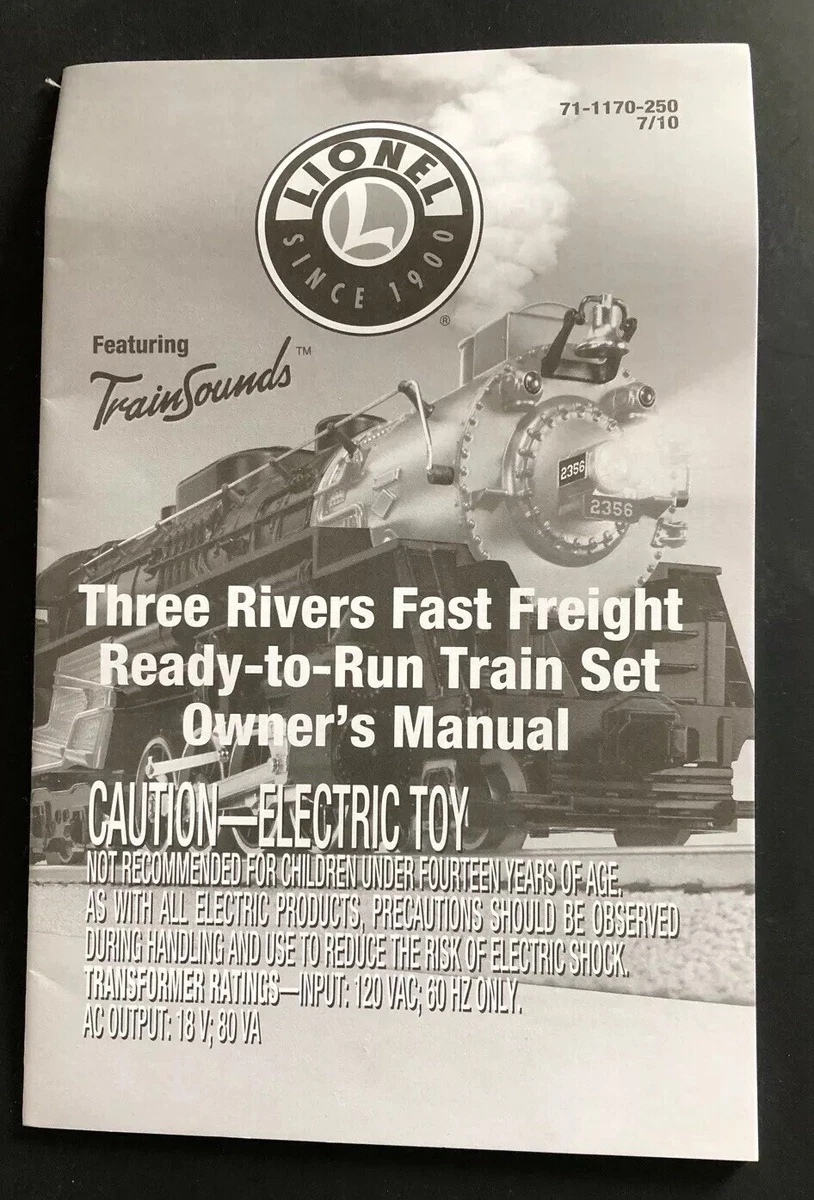 71-1170-250
7/10
LIONEL
L
SINCE 1900
®
Featuring
TrainSounds™
2356
2356
Three Rivers Fast Freight
Ready-to-Run Train Set
Owner's Manual
CAUTION—ELECTRIC TOY
NOT RECOMMENDED FOR CHILDREN UNDER FOURTEEN YEARS OF AGE.
AS WITH ALL ELECTRIC PRODUCTS, PRECAUTIONS SHOULD BE OBSERVED
DURING HANDLING AND USE TO REDUCE THE RISK OF ELECTRIC SHOCK.
TRANSFORMER RATINGS—INPUT: 120 VAC; 60 HZ ONLY.
AC OUTPUT: 18 V; 80 VA